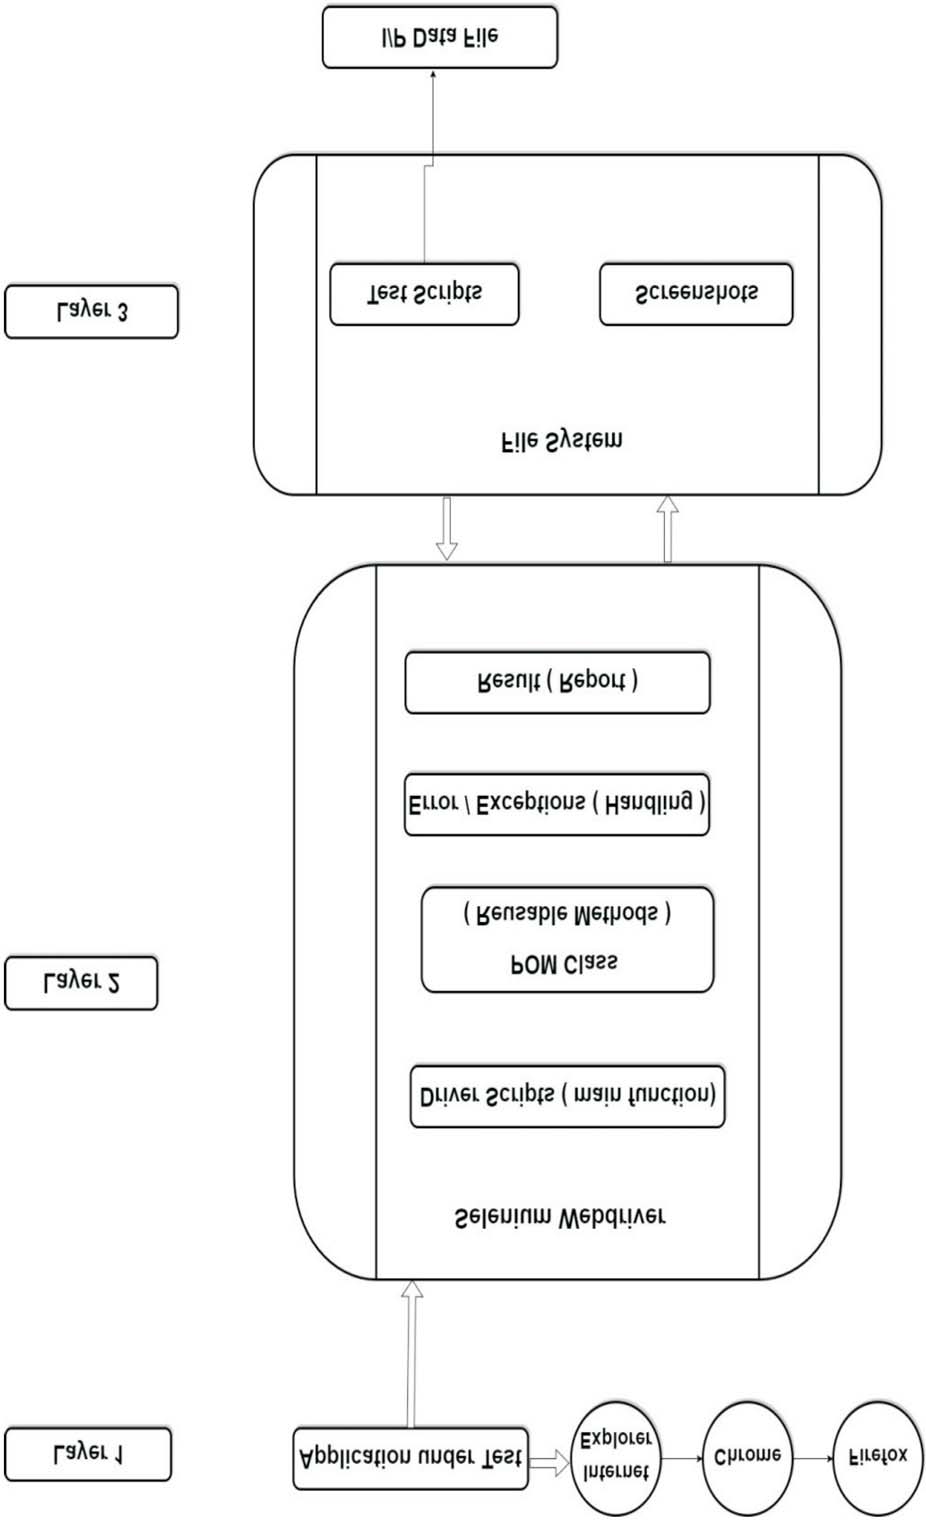 Layer 1
Application under Test
Internet
Explorer
Chrome
Firefox
Layer 2
Selenium Webdriver
Driver Scripts ( main function)
POM Class
( Reusable Methods )
Error / Exceptions ( Handling )
Result ( Report )
Layer 3
File System
Test Scripts
Screenshots
I/P Data File